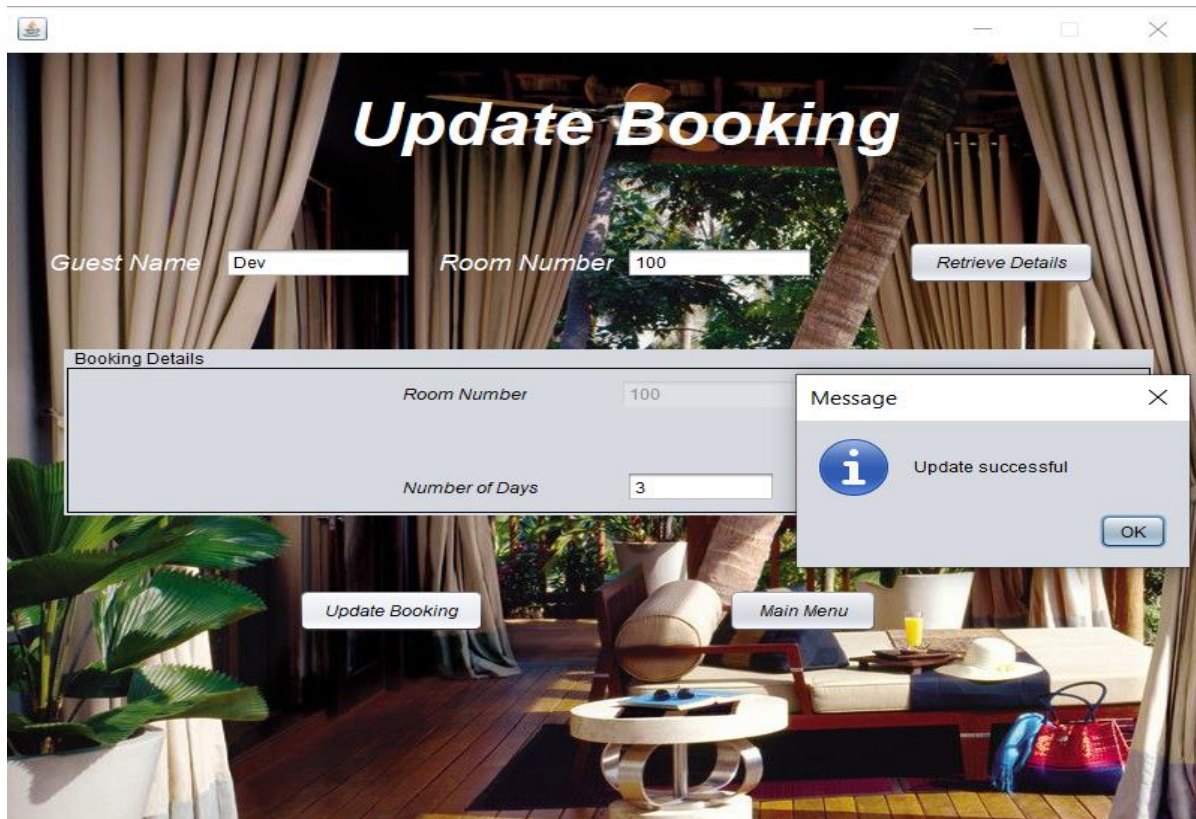 Update Booking
Guest Name Dev Room Number 100 Retrieve Details
Booking Details
Room Number 100
Message
Update successful
Number of Days 3
OK
Update Booking Main Menu